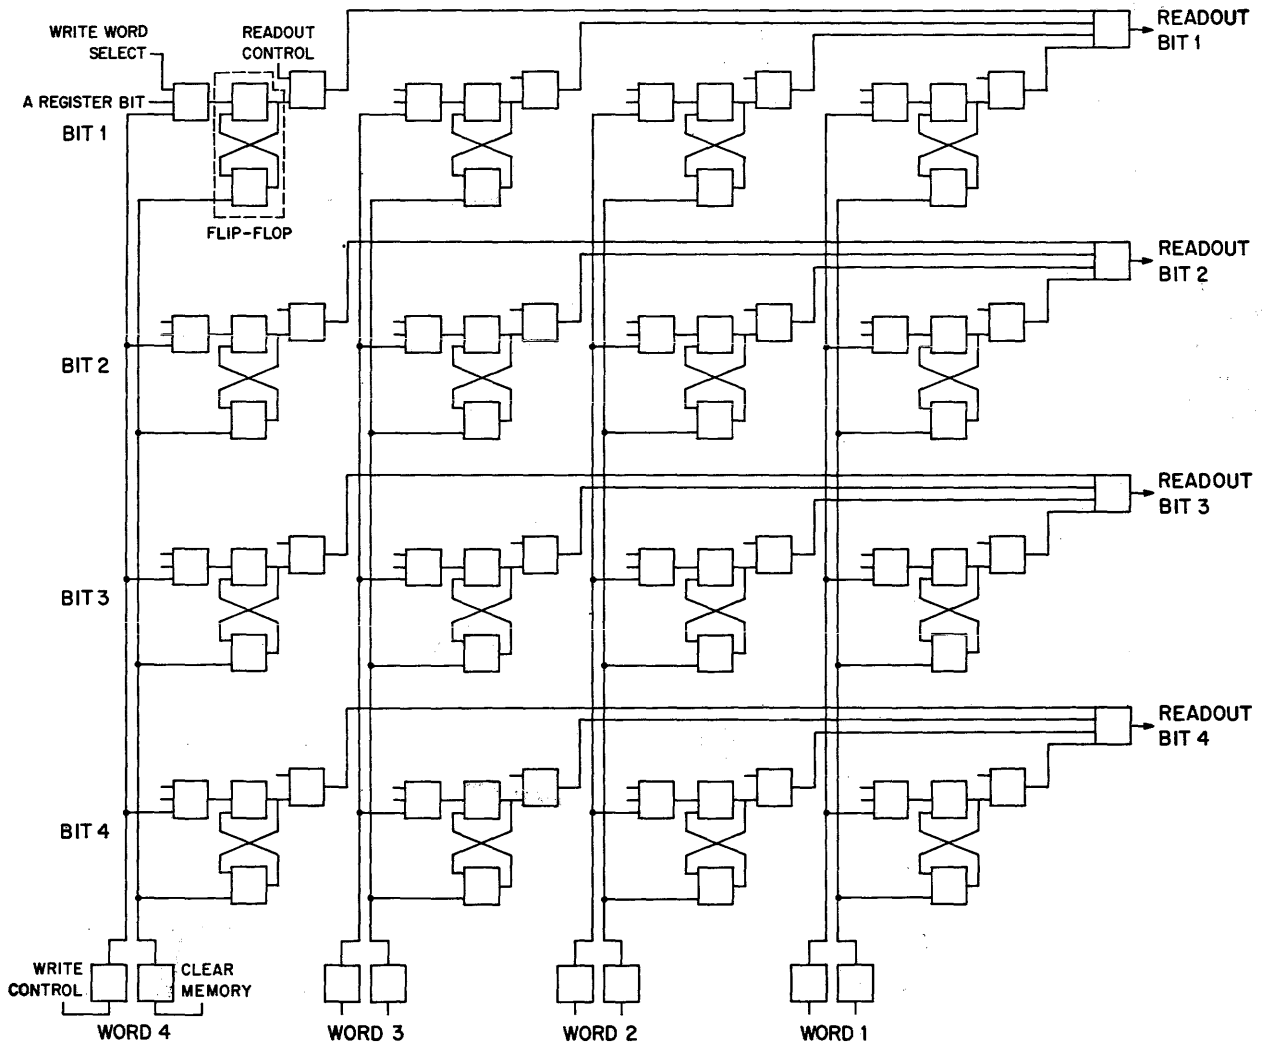 WRITE WORD
SELECT
READOUT
CONTROL
READOUT
BIT 1
A REGISTER BIT
BIT 1
FLIP-FLOP
READOUT
BIT 2
BIT 2
READOUT
BIT 3
BIT 3
READOUT
BIT 4
BIT 4
WRITE
CONTROL
CLEAR
MEMORY
WORD 4
WORD 3
WORD 2
WORD 1